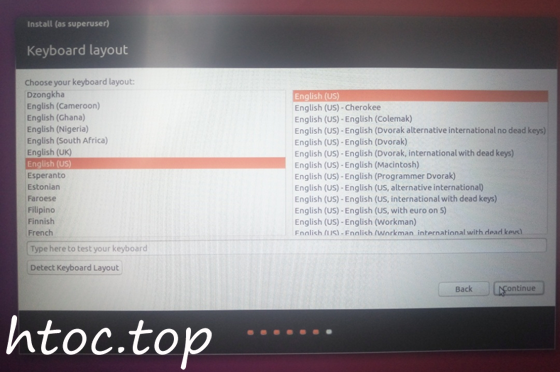 Install (as superuser)
Keyboard layout
Choose your keyboard layout:
Dzongkha
English (Cameroon)
English (Ghana)
English (Nigeria)
English (South Africa)
English (UK)
English (US)
Esperanto
Estonian
Faroese
Filipino
Finnish
French
English (US)
English (US) - Cherokee
English (US) - English (Colemak)
English (US) - English (Dvorak alternative international no dead keys)
English (US) - English (Dvorak)
English (US) - English (Dvorak, international with dead keys)
English (US) - English (Macintosh)
English (US) - English (Programmer Dvorak)
English (US) - English (US, alternative international)
English (US) - English (US, international with dead keys)
English (US) - English (US, with euro on 5)
English (US) - English (Workman)
English (US) - English (Workman, international with dead keys)
Type here to test your keyboard
Detect Keyboard Layout
Back
Continue
htoc.top